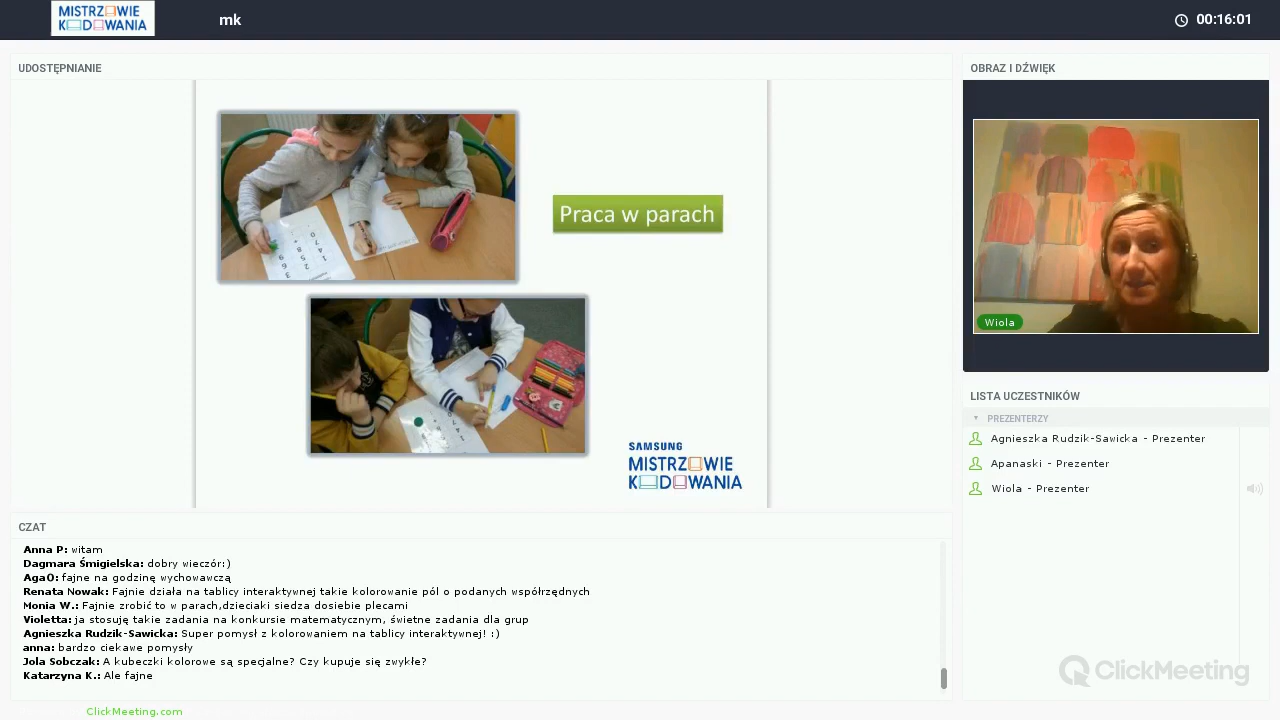 MISTRZOWIE
KODOWANIA
mk
00:16:01
UDOSTĘPNIANIE
Praca w parach
SAMSUNG
MISTRZOWIE
KODOWANIA
OBRAZ I DŹWIĘK
Wiola
LISTA UCZESTNIKÓW
PREZENTERZY
Agnieszka Rudzik-Sawicka - Prezenter
Apanaski - Prezenter
Wiola - Prezenter
CZAT
Anna P: witam
Dagmara Śmigielska: dobry wieczór:)
AgaO: fajne na godzinę wychowawczą
Renata Nowak: Fajnie działa na tablicy interaktywnej takie kolorowanie pól o podanych współrzędnych
Monia W.: Fajnie zrobić to w parach,dzieciaki siedza dosiebie plecami
Violetta: ja stosuję takie zadania na konkursie matematycznym, świetne zadania dla grup
Agnieszka Rudzik-Sawicka: Super pomysł z kolorowaniem na tablicy interaktywnej! :)
anna: bardzo ciekawe pomysły
Jola Sobczak: A kubeczki kolorowe są specjalne? Czy kupuje się zwykłe?
Katarzyna K.: Ale fajne
ClickMeeting
ClickMeeting.com